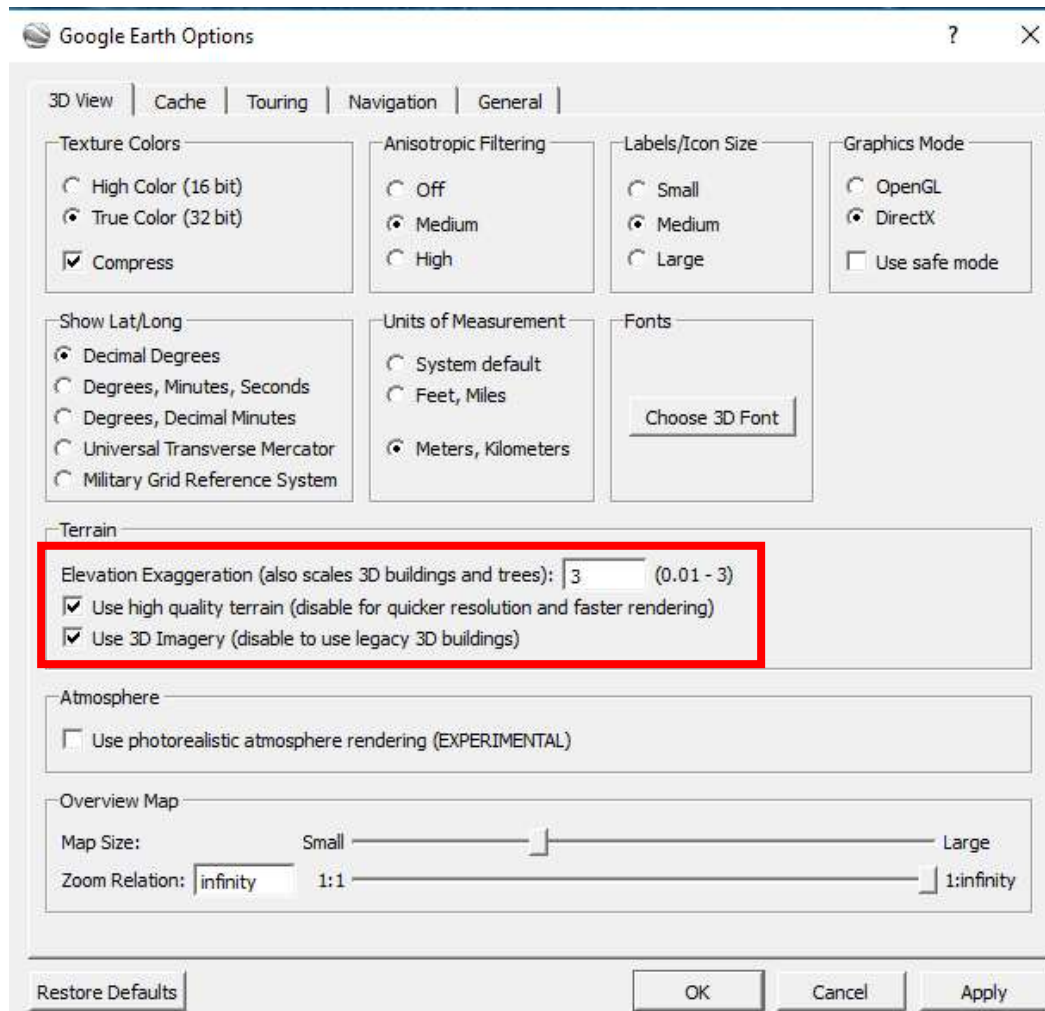 Google Earth Options
?
3D View
Cache
Touring
Navigation
General
Texture Colors
High Color (16 bit)
True Color (32 bit)
Compress
Anisotropic Filtering
Off
Medium
High
Labels/Icon Size
Small
Medium
Large
Graphics Mode
OpenGL
DirectX
Use safe mode
Show Lat/Long
Decimal Degrees
Degrees, Minutes, Seconds
Degrees, Decimal Minutes
Universal Transverse Mercator
Military Grid Reference System
Units of Measurement
System default
Feet, Miles
Meters, Kilometers
Fonts
Choose 3D Font
Terrain
Elevation Exaggeration (also scales 3D buildings and trees): 3 (0.01 - 3)
Use high quality terrain (disable for quicker resolution and faster rendering)
Use 3D Imagery (disable to use legacy 3D buildings)
Atmosphere
Use photorealistic atmosphere rendering (EXPERIMENTAL)
Overview Map
Map Size: Small Large
Zoom Relation: infinity 1:1 1:infinity
Restore Defaults
OK
Cancel
Apply